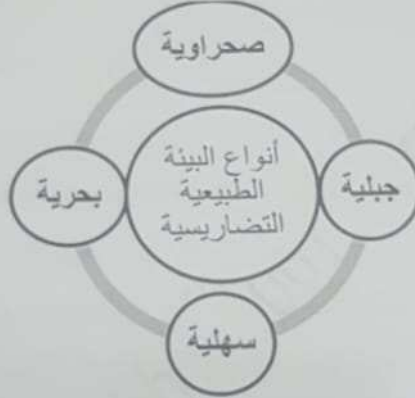 صحراوية
أنواع البيئة
الطبيعية
التضاريسية
جبلية
بحرية
سهلية